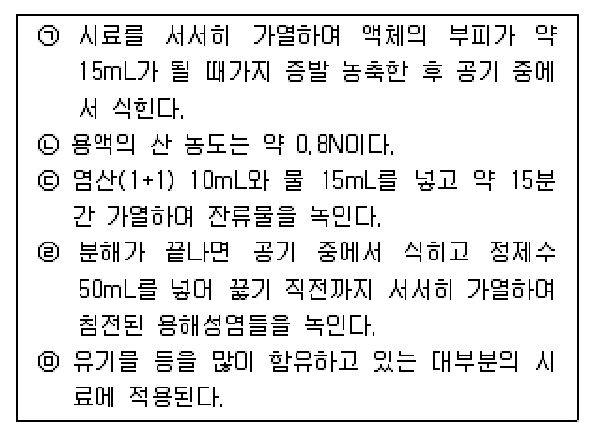 ㉠ 시료를 서서히 가열하여 액체의 부피가 약
15mL가 될 때가지 증발 농축한 후 공기 중에
서 식힌다.
㉡ 용액의 산 농도는 약 0.8N이다.
㉢ 염산(1+1) 10mL와 물 15mL를 넣고 약 15분
간 가열하여 잔류물을 녹인다.
㉣ 분해가 끝나면 공기 중에서 식히고 정제수
50mL를 넣어 끓기 직전까지 서서히 가열하여
침전된 용해성염들을 녹인다.
㉤ 유기물 등을 많이 함유하고 있는 대부분의 시
료에 적용된다.